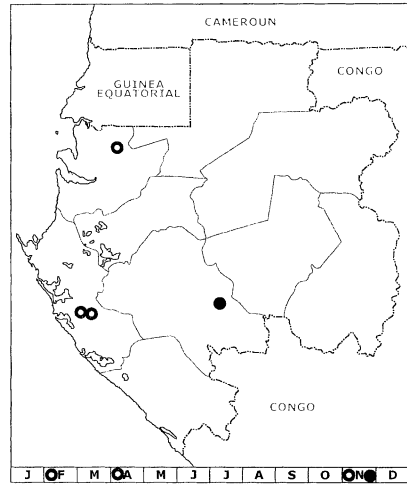 CAMEROUN
GUINEA
EQUATORIAL
CONGO
CONGO
J F M A M J J A S O N D